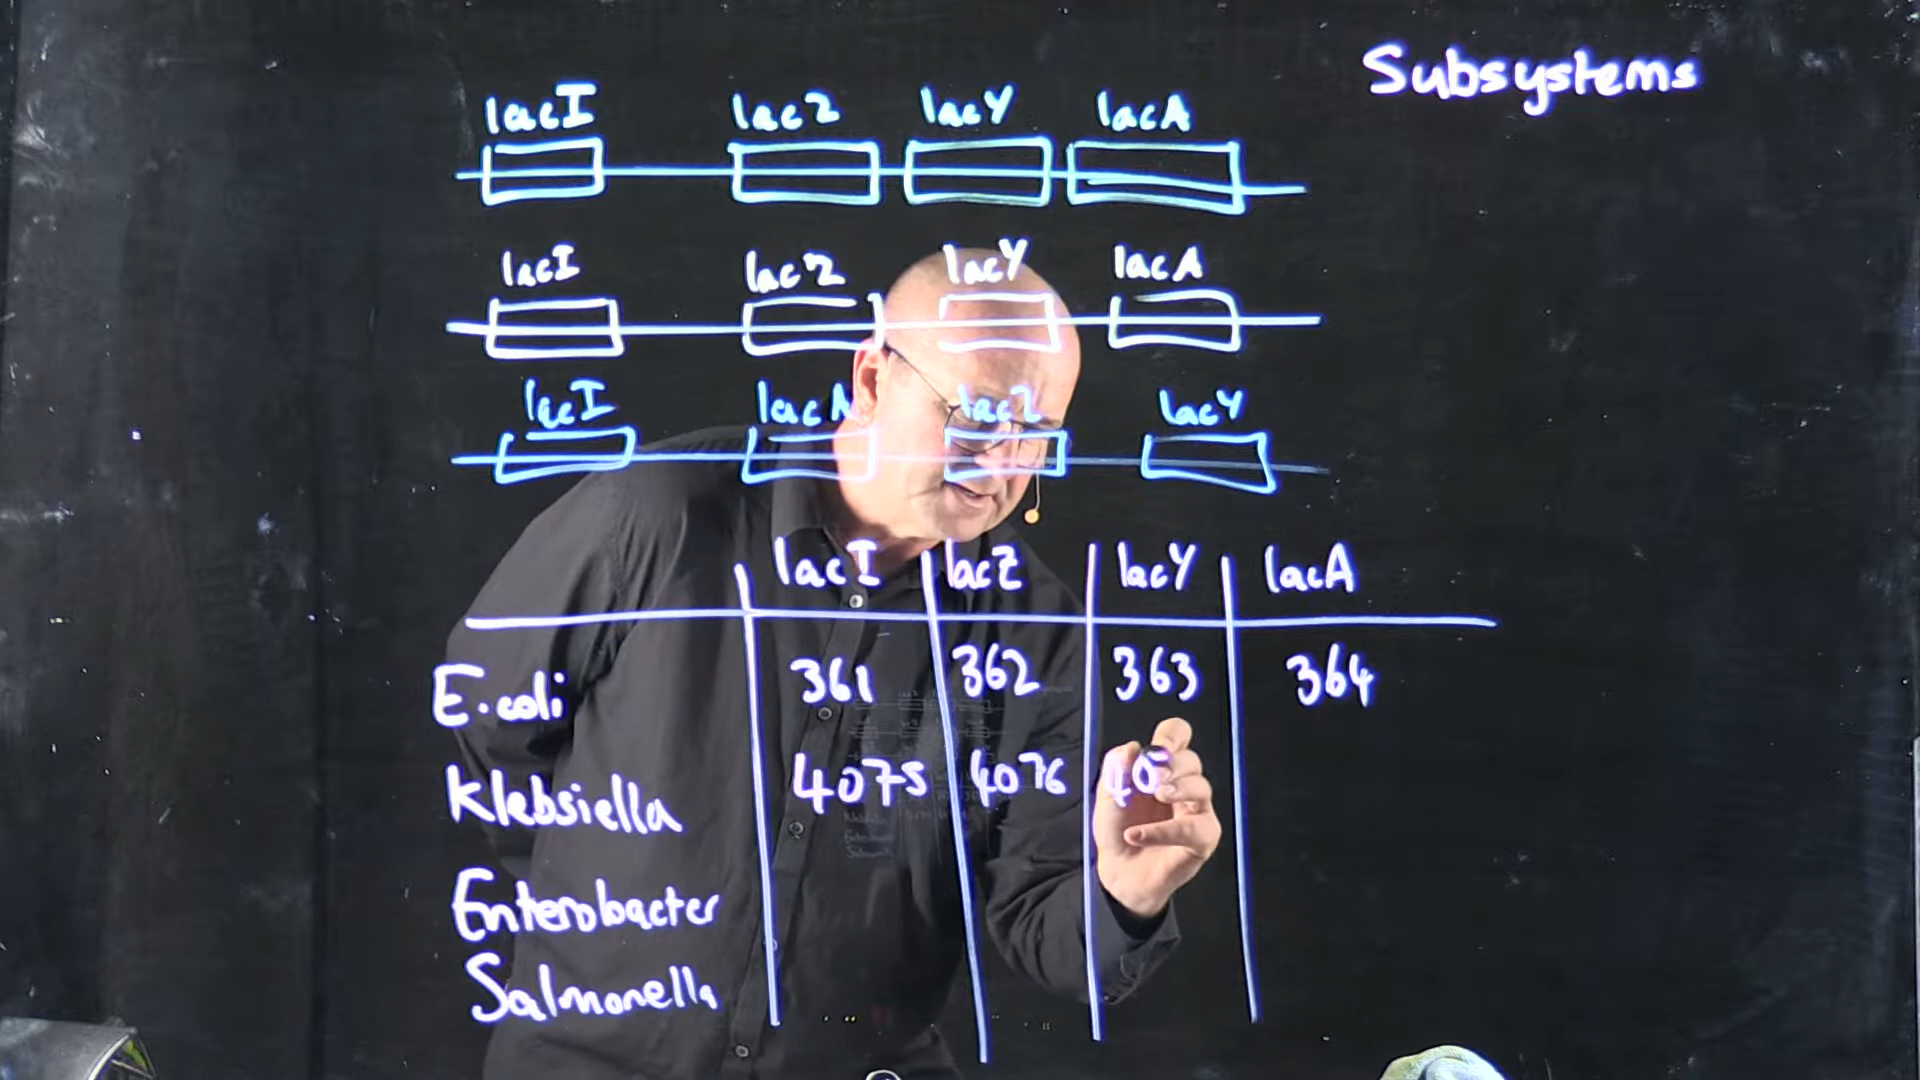 Subsystems
lacI lacZ lacY lacA
lacI lacZ lacY lacA
lacI lacA lacZ lacY
lacI lacZ lacY lacA
E.coli 361 362 363 364
Klebsiella 4075 4076 40
Enterobacter
Salmonella